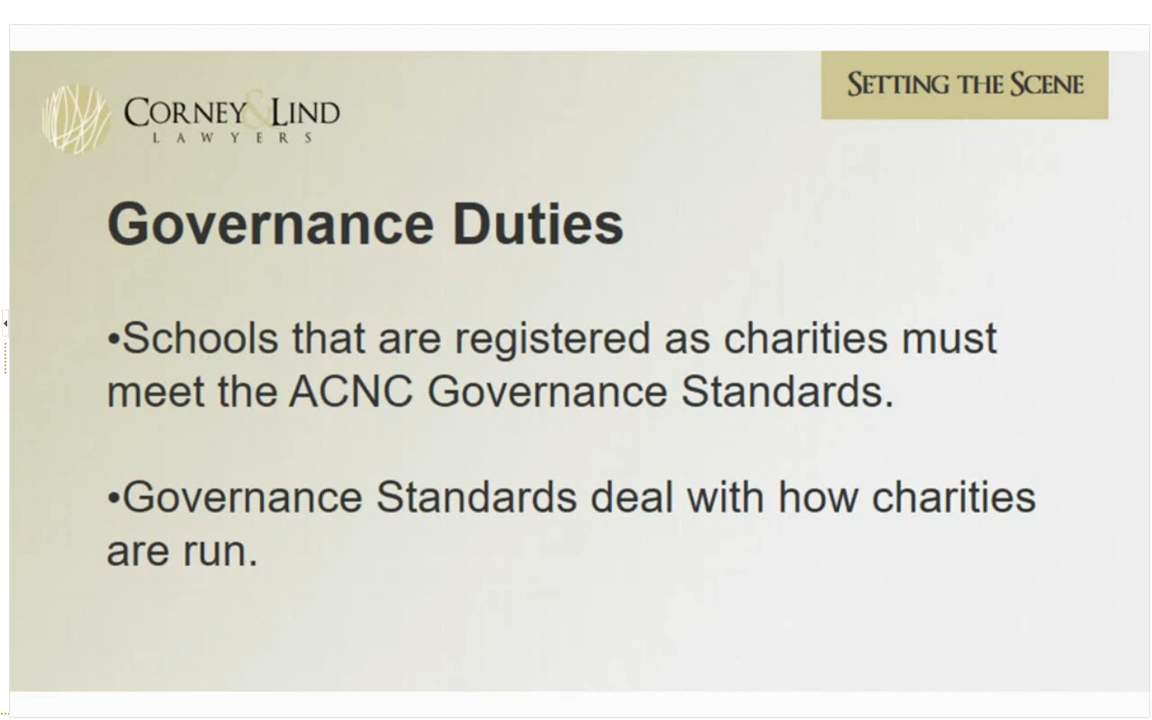 CORNEY&LIND
LAWYERS
SETTING THE SCENE
Governance Duties
•Schools that are registered as charities must
meet the ACNC Governance Standards.
•Governance Standards deal with how charities
are run.